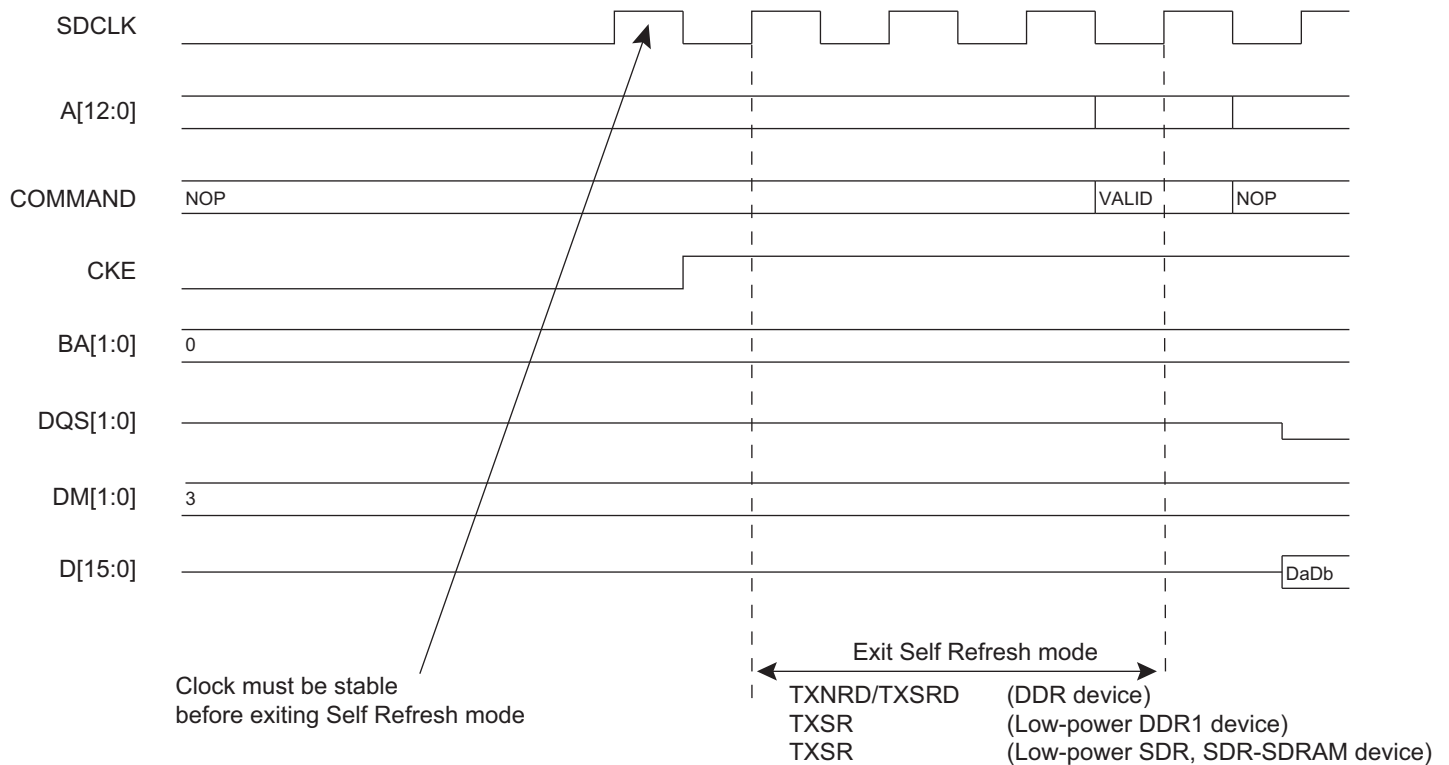 SDCLK
A[12:0]
COMMAND NOP VALID NOP
CKE
BA[1:0] 0
DQS[1:0]
DM[1:0] 3
D[15:0] DaDb
Exit Self Refresh mode
Clock must be stable
before exiting Self Refresh mode
TXNRD/TXSRD (DDR device)
TXSR (Low-power DDR1 device)
TXSR (Low-power SDR, SDR-SDRAM device)